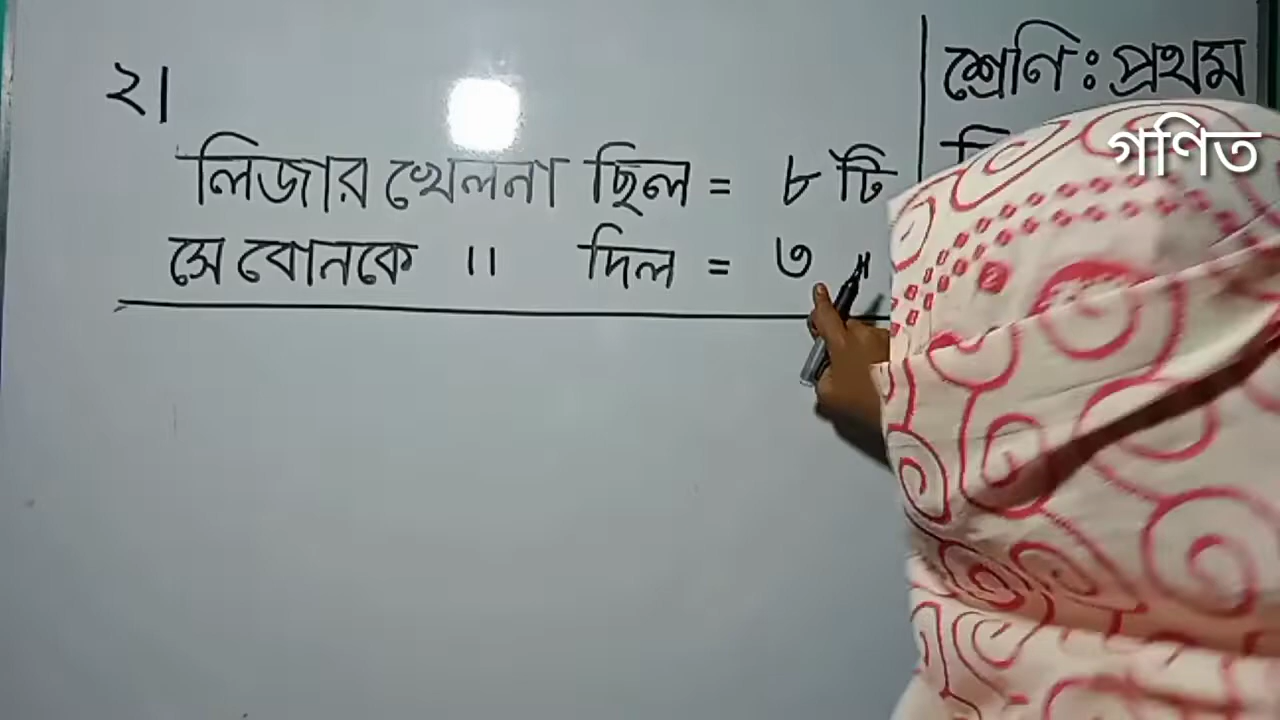 ২।
লিজার খেলনা ছিল = ৮ টি
সে বোনকে " দিল = ৩ "
শ্রেণি : প্রথম
গণিত